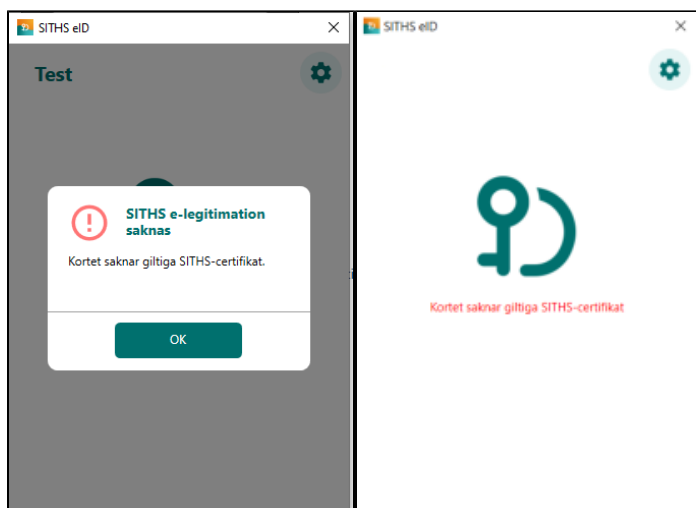 SITHS eID
Test
SITHS e-legitimation
saknas
Kortet saknar giltiga SITHS-certifikat.
OK
SITHS eID
Kortet saknar giltiga SITHS-certifikat